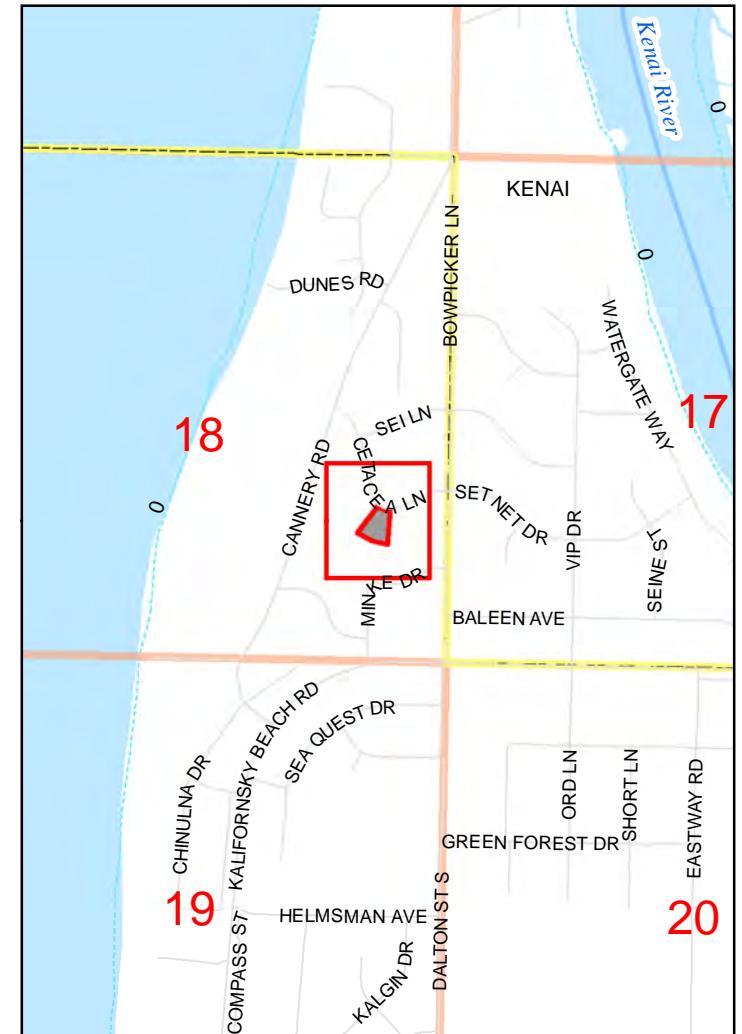 Kenai River
0
KENAI
BOWPICKER LN
0
DUNES RD
WATERGATE WAY
17
18
SEI LN
CETACEA LN
CANNERY RD
SET NET DR
0
VIP DR
SEINE ST
MINKE DR
BALEEN AVE
KALIFORNSKY BEACH RD
SEA QUEST DR
CHINULNA DR
ORD LN
SHORT LN
EASTWAY RD
GREEN FOREST DR
19
HELMSMAN AVE
DALTON ST S
20
COMPASS ST
KALGIN DR